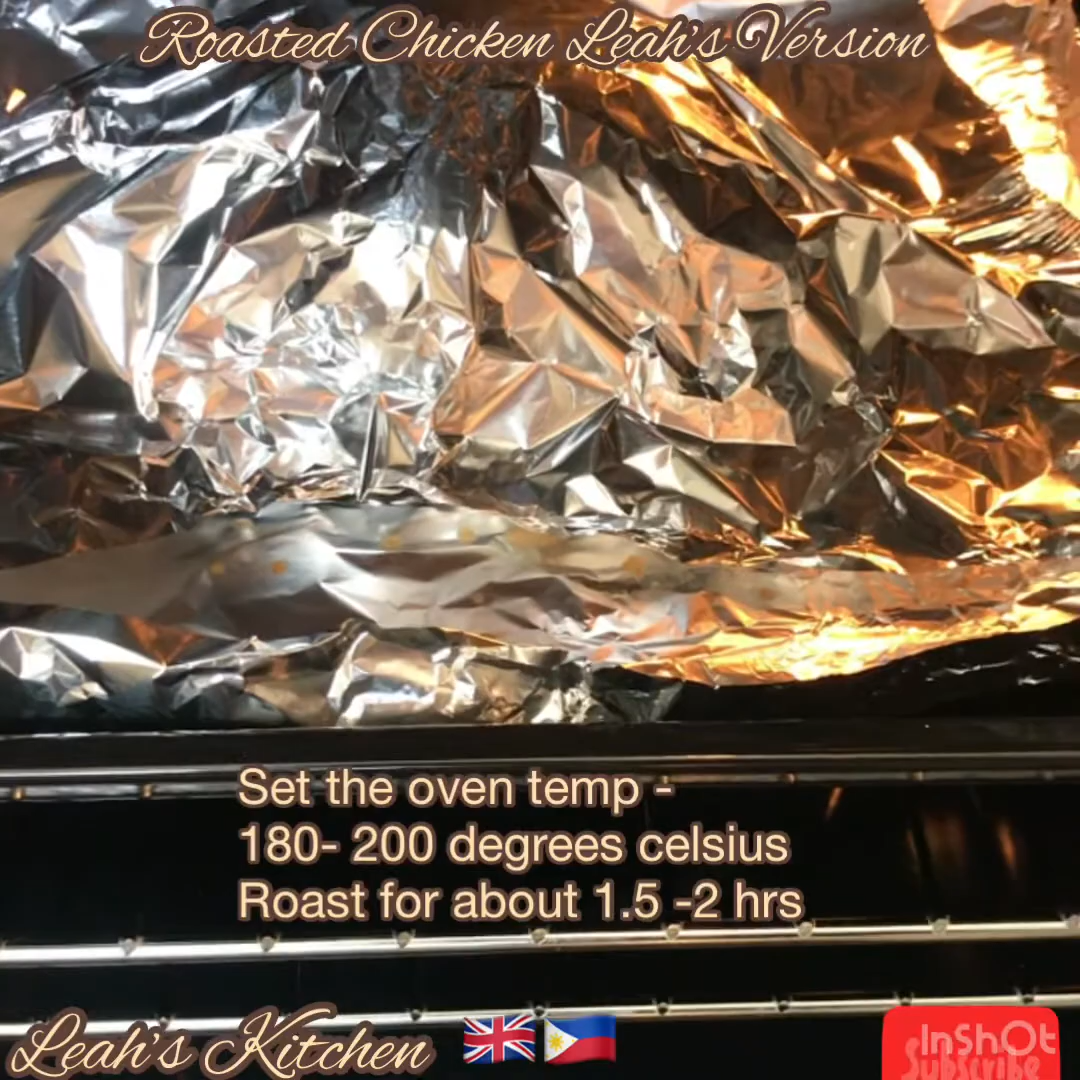 Roasted Chicken Leah's Version
Set the oven temp -
180- 200 degrees celsius
Roast for about 1.5 -2 hrs
Leah's Kitchen
InShOt
Subscribe